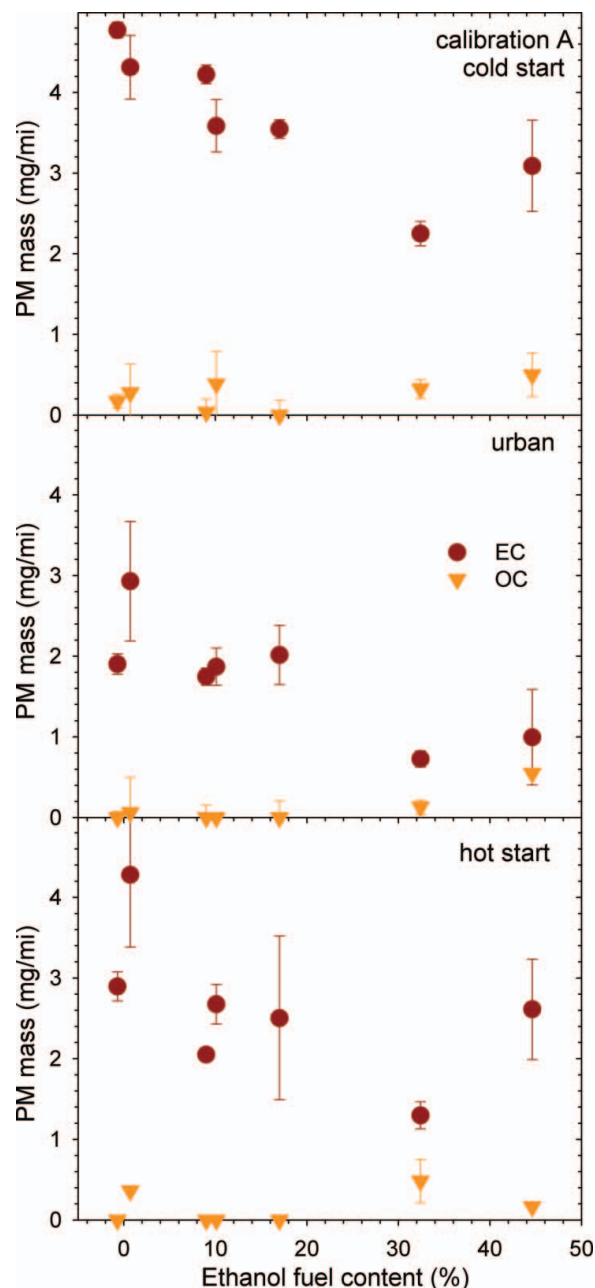 calibration A
cold start
4
3
2
1
0
PM mass (mg/mi)
urban
4
3
2
1
0
PM mass (mg/mi)
EC
OC
hot start
4
3
2
1
0
PM mass (mg/mi)
0 10 20 30 40 50
Ethanol fuel content (%)